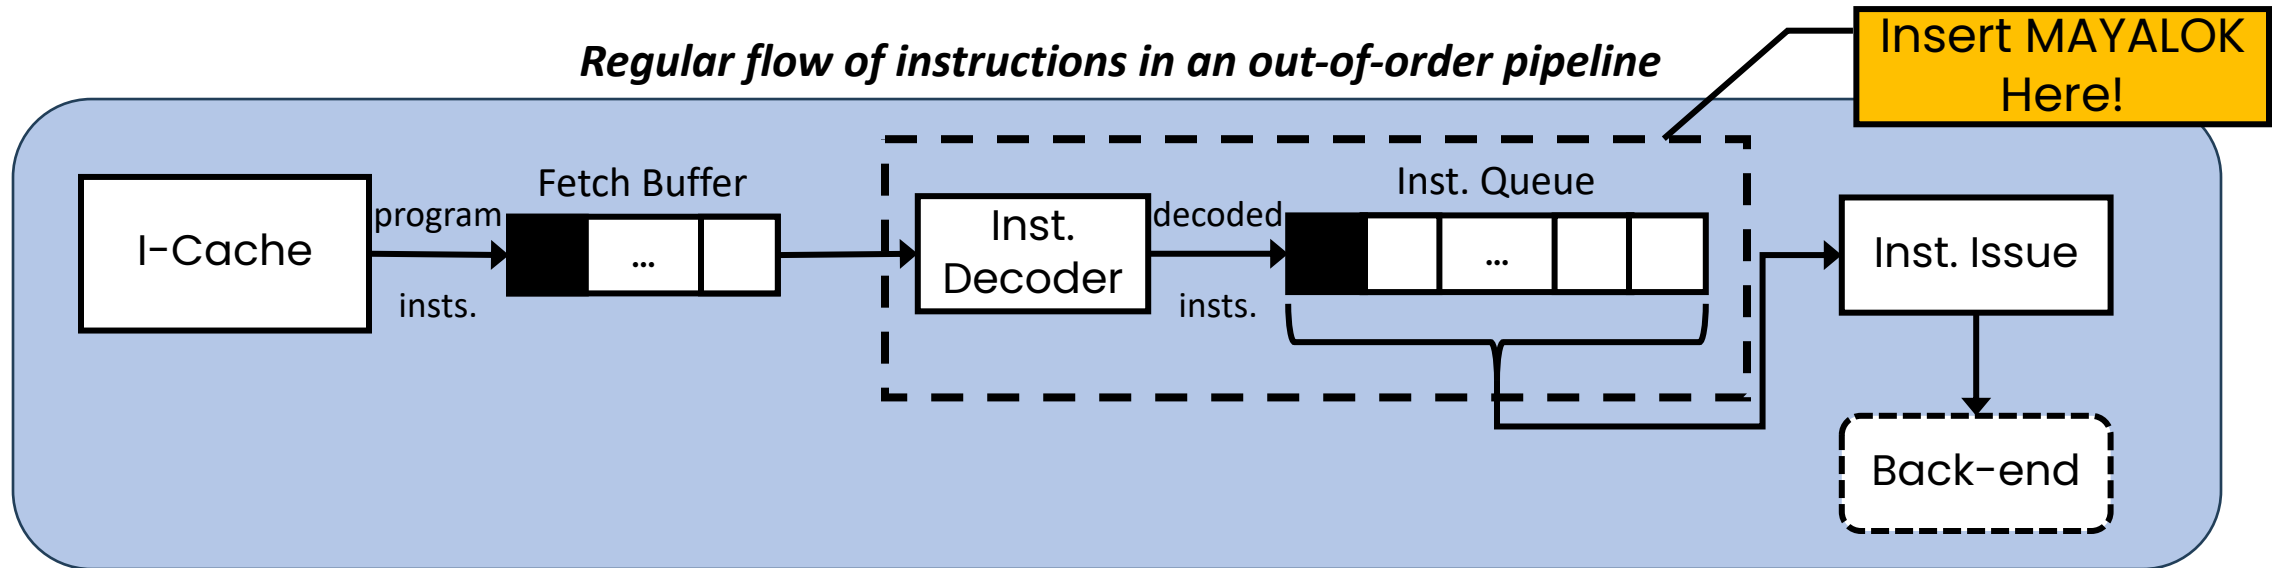 Regular flow of instructions in an out-of-order pipeline
Insert MAYALOK
Here!
I-Cache
program
insts.
Fetch Buffer
...
Inst.
Decoder
decoded
insts.
Inst. Queue
...
Inst. Issue
Back-end